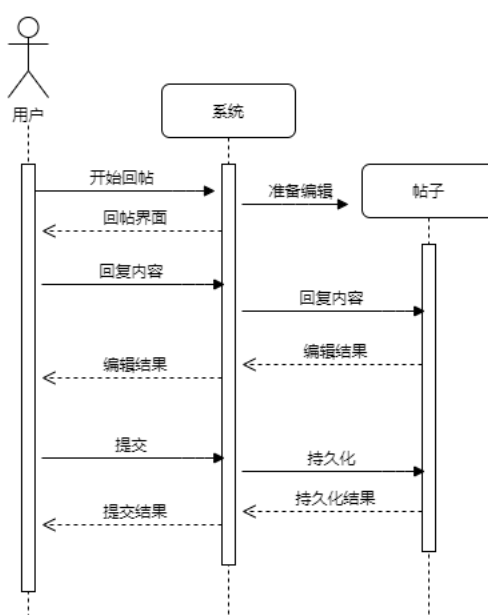 用户
系统
帖子
开始回帖
准备编辑
回帖界面
回复内容
回复内容
编辑结果
编辑结果
提交
持久化
持久化结果
提交结果